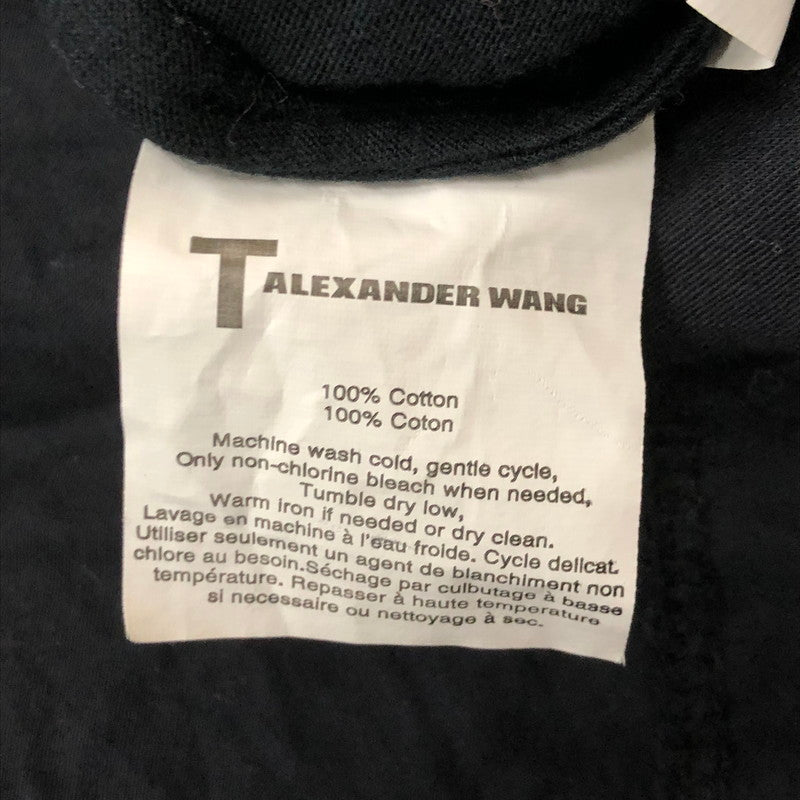 T ALEXANDER WANG
100% Cotton
100% Coton
Machine wash cold, gentle cycle,
Only non-chlorine bleach when needed,
Tumble dry low,
Warm iron if needed or dry clean.
Lavage en machine à l'eau froide. Cycle delicat.
Utiliser seulement un agent de blanchiment non
chlore au besoin.Séchage par culbutage à basse
température. Repasser à haute temperature
si necessaire ou nettoyage à sec.